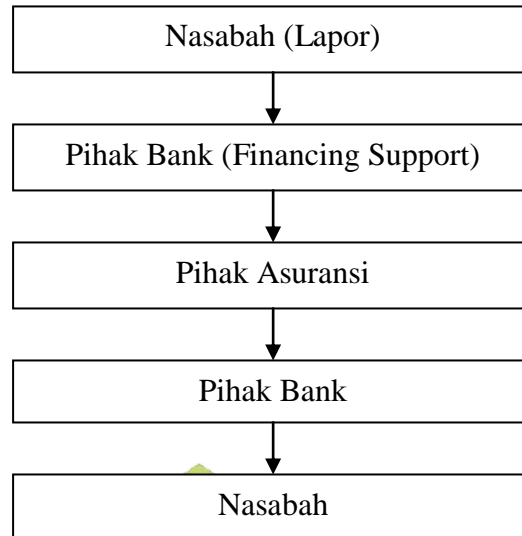 Nasabah (Lapor)
Pihak Bank (Financing Support)
Pihak Asuransi
Pihak Bank
Nasabah